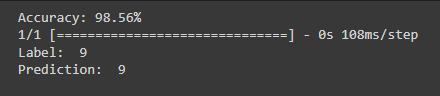 Accuracy: 98.56%
1/1 [==============================] - 0s 108ms/step
Label:  9
Prediction:  9